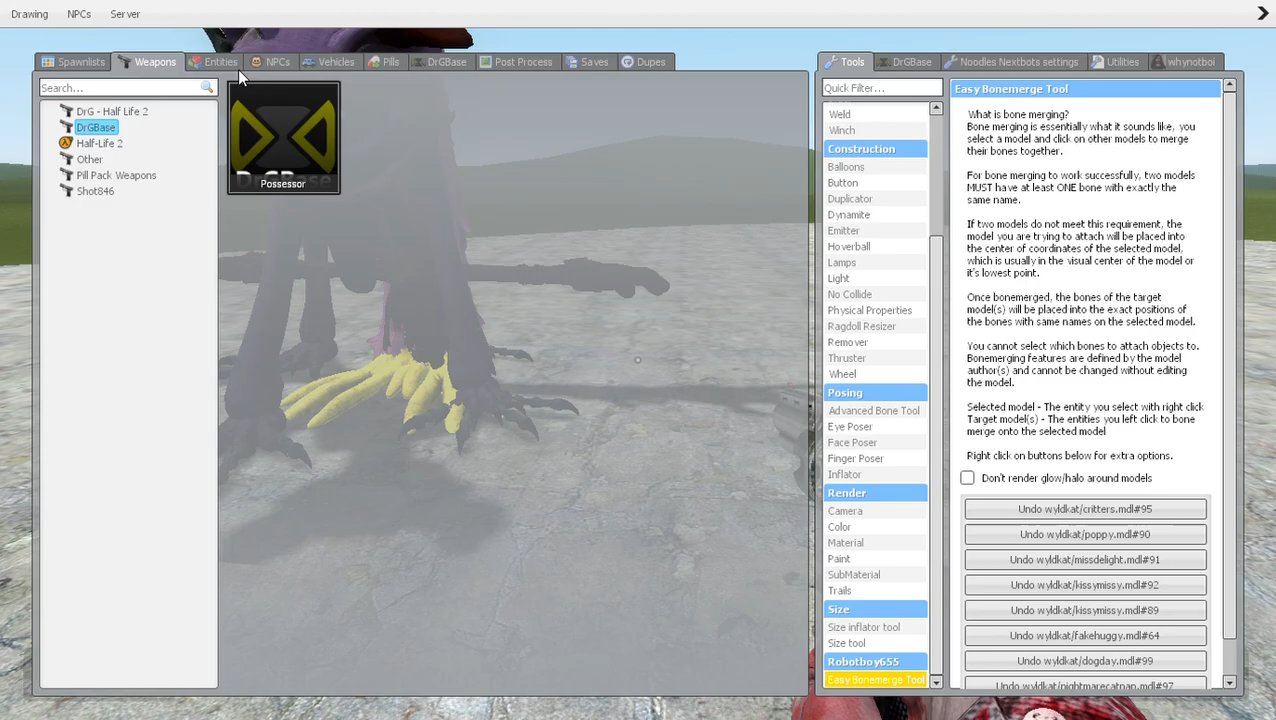 Drawing NPCs Server
Spawnlists Weapons Entities NPCs Vehicles Pills DrGBase Post Process Saves Dupes
Search...
DrG - Half Life 2
DrGBase
Half-Life 2
Other
Pill Pack Weapons
Shot846
DrGBase
Possessor
Tools DrGBase Noodles Nextbots settings Utilities whynotboi
Quick Filter...
Weld
Winch
Construction
Balloons
Button
Duplicator
Dynamite
Emitter
Hoverball
Lamps
Light
No Collide
Physical Properties
Ragdoll Resizer
Remover
Thruster
Wheel
Posing
Advanced Bone Tool
Eye Poser
Face Poser
Finger Poser
Inflator
Render
Camera
Color
Material
Paint
SubMaterial
Trails
Size
Size inflator tool
Size tool
Robotboy655
Easy Bonemerge Tool
Easy Bonemerge Tool
What is bone merging?
Bone merging is essentially what it sounds like, you
select a model and click on other models to merge
their bones together.
For bone merging to work successfully, two models
MUST have at least ONE bone with exactly the
same name.
If two models do not meet this requirement, the
model you are trying to attach will be placed into
the center of coordinates of the selected model,
which is usually in the visual center of the model or
it's lowest point.
Once bonemerged, the bones of the target
model(s) will be placed into the exact positions of
the bones with same names on the selected model.
You cannot select which bones to attach objects to.
Bonemerging features are defined by the model
author(s) and cannot be changed without editing
the model.
Selected model - The entity you select with right click
Target model(s) - The entities you left click to bone
merge onto the selected model
Right click on buttons below for extra options.
Don't render glow/halo around models
Undo wyldkat/critters.mdl#95
Undo wyldkat/poppy.mdl#90
Undo wyldkat/missdelight.mdl#91
Undo wyldkat/kissymissy.mdl#92
Undo wyldkat/kissymissy.mdl#89
Undo wyldkat/fakehuggy.mdl#64
Undo wyldkat/dogday.mdl#99
Undo wyldkat/nightmarecatnap.mdl#97